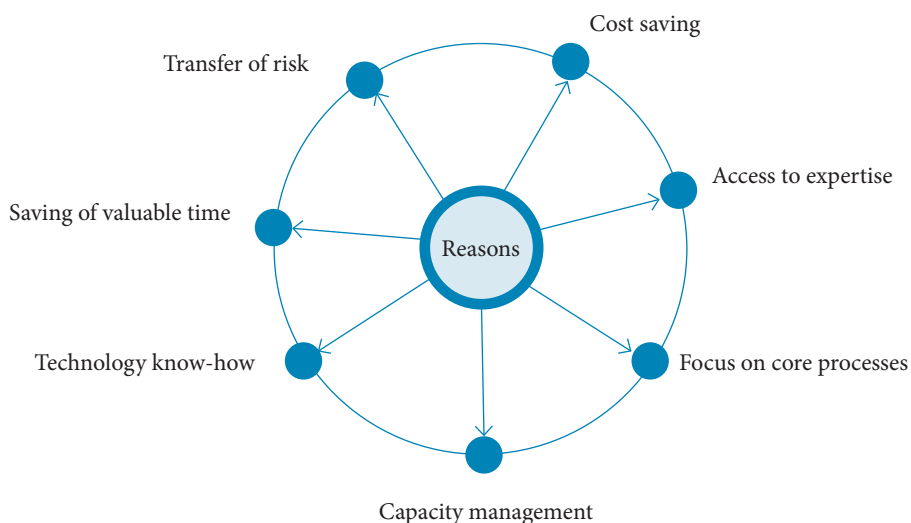 Cost saving
Transfer of risk
Access to expertise
Saving of valuable time
Reasons
Technology know-how
Focus on core processes
Capacity management